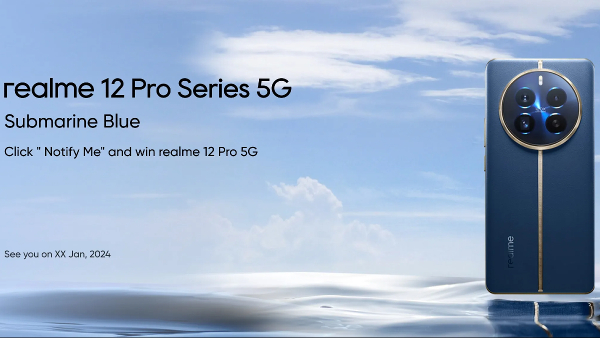 realme 12 Pro Series 5G
Submarine Blue
Click " Notify Me" and win realme 12 Pro 5G
See you on XX Jan, 2024
realme